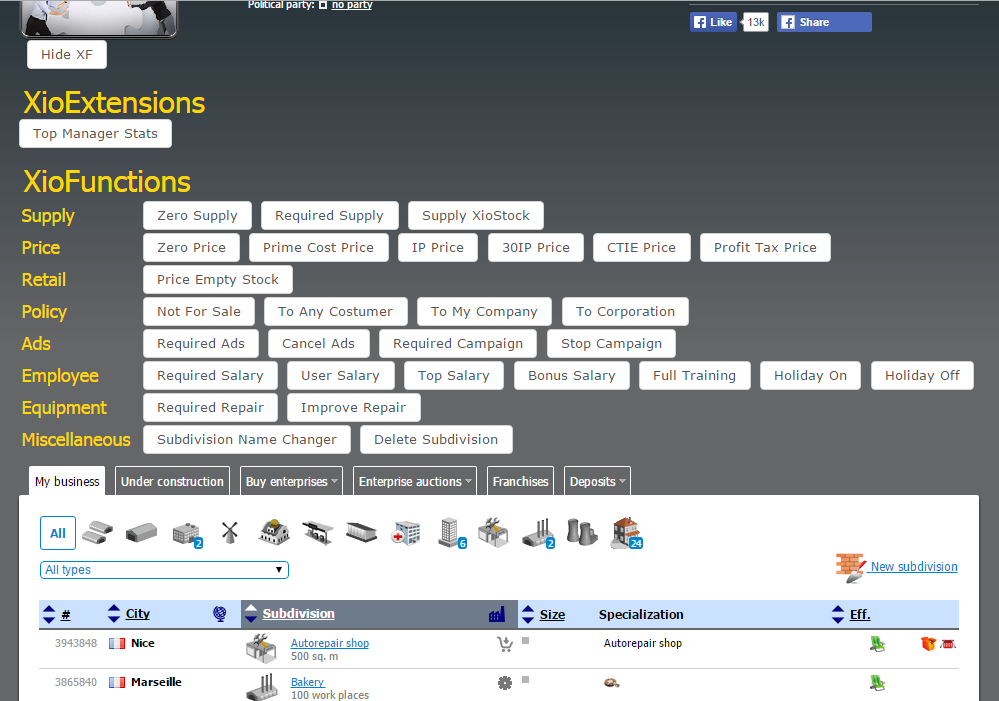 Political party: no party
Like 13k Share
Hide XF
XioExtensions
Top Manager Stats
XioFunctions
Supply Zero Supply Required Supply Supply XioStock
Price Zero Price Prime Cost Price IP Price 30IP Price CTIE Price Profit Tax Price
Retail Price Empty Stock
Policy Not For Sale To Any Costumer To My Company To Corporation
Ads Required Ads Cancel Ads Required Campaign Stop Campaign
Employee Required Salary User Salary Top Salary Bonus Salary Full Training Holiday On Holiday Off
Equipment Required Repair Improve Repair
Miscellaneous Subdivision Name Changer Delete Subdivision
My business Under construction Buy enterprises Enterprise auctions Franchises Deposits
All 2 6 2 24
All types
New subdivision
# City Subdivision Size Specialization Eff.
3943848 Nice Autorepair shop Autorepair shop
500 sq. m
3865840 Marseille Bakery
100 work places